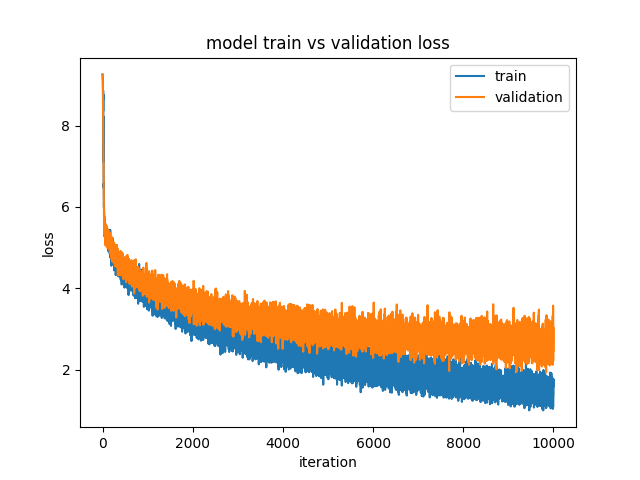 model train vs validation loss
train
validation
8
6
4
2
loss
0 2000 4000 6000 8000 10000
iteration